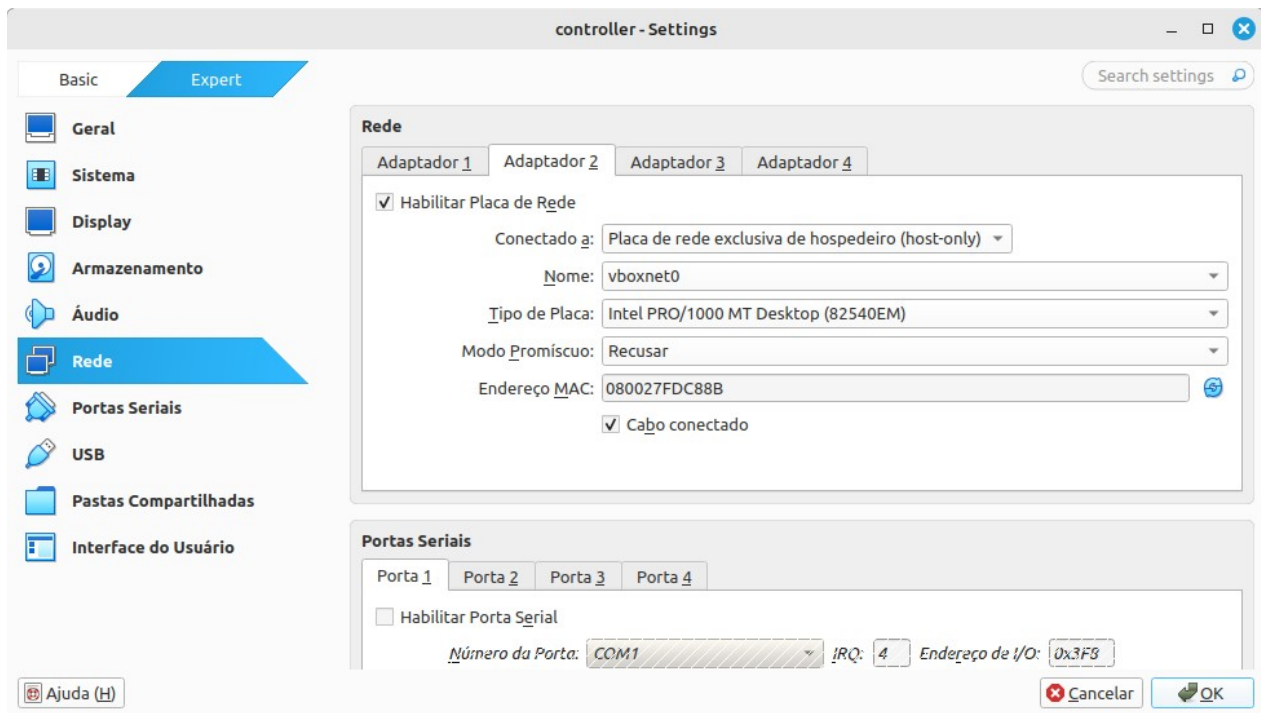 controller - Settings
Basic
Expert
Search settings
Geral
Sistema
Display
Armazenamento
Áudio
Rede
Portas Seriais
USB
Pastas Compartilhadas
Interface do Usuário
Rede
Adaptador 1
Adaptador 2
Adaptador 3
Adaptador 4
Habilitar Placa de Rede
Conectado a: Placa de rede exclusiva de hospedeiro (host-only)
Nome: vboxnet0
Tipo de Placa: Intel PRO/1000 MT Desktop (82540EM)
Modo Promíscuo: Recusar
Endereço MAC: 080027FDC88B
Cabo conectado
Portas Seriais
Porta 1
Porta 2
Porta 3
Porta 4
Habilitar Porta Serial
Número da Porta: COM1 IRQ: 4 Endereço de I/O: 0x3F8
Ajuda (H)
Cancelar
OK